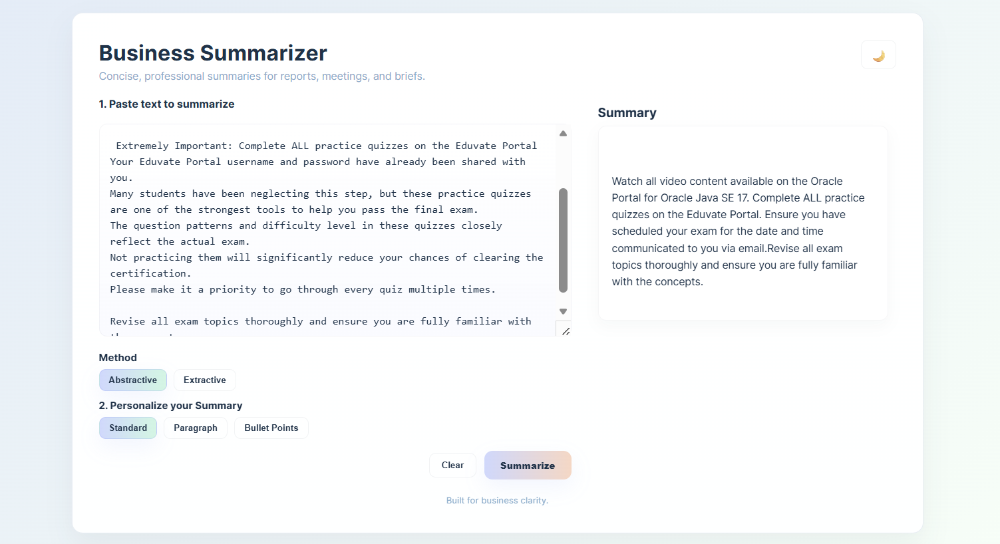 Business Summarizer
Concise, professional summaries for reports, meetings, and briefs.
1. Paste text to summarize
Extremely Important: Complete ALL practice quizzes on the Eduvate Portal
Your Eduvate Portal username and password have already been shared with
you.
Many students have been neglecting this step, but these practice quizzes
are one of the strongest tools to help you pass the final exam.
The question patterns and difficulty level in these quizzes closely
reflect the actual exam.
Not practicing them will significantly reduce your chances of clearing the
certification.
Please make it a priority to go through every quiz multiple times.
Revise all exam topics thoroughly and ensure you are fully familiar with
Method
Abstractive
Extractive
2. Personalize your Summary
Standard
Paragraph
Bullet Points
Clear
Summarize
Built for business clarity.
Summary
Watch all video content available on the Oracle
Portal for Oracle Java SE 17. Complete ALL practice
quizzes on the Eduvate Portal. Ensure you have
scheduled your exam for the date and time
communicated to you via email.Revise all exam
topics thoroughly and ensure you are fully familiar
with the concepts.